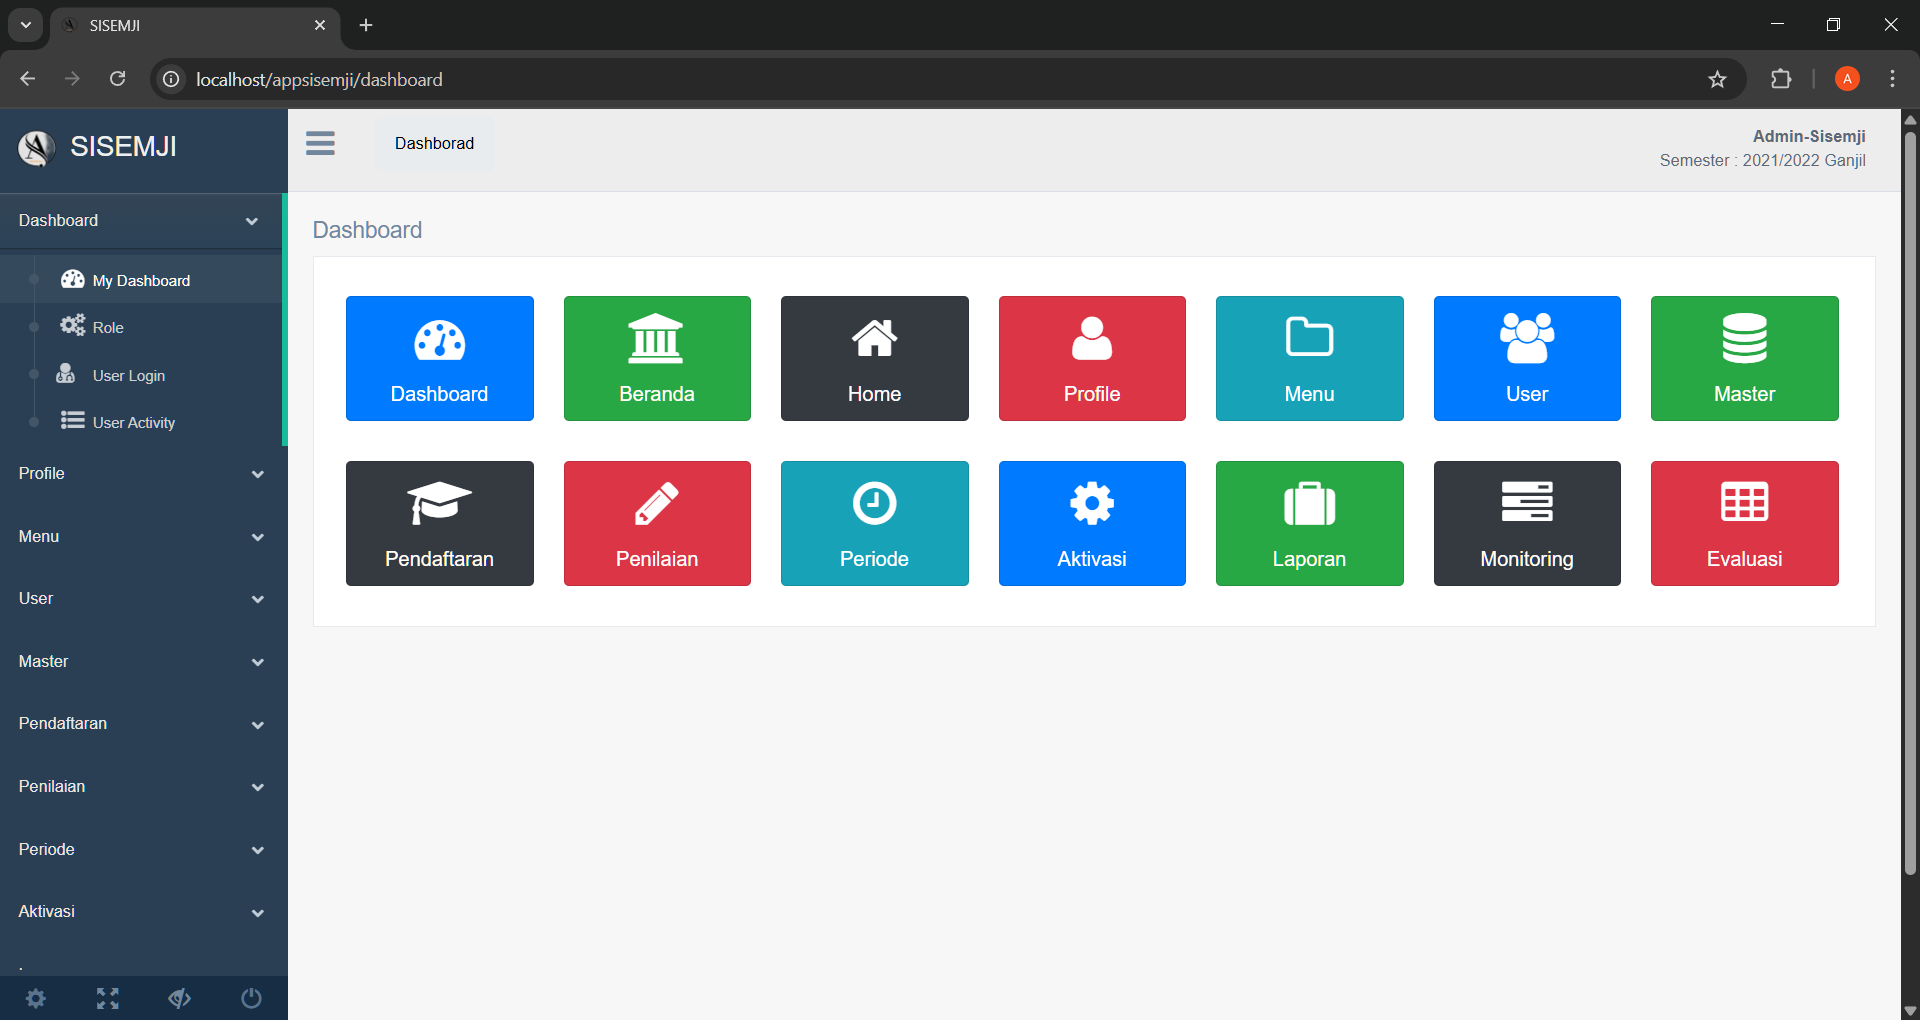 SISEMJI
localhost/appsisemji/dashboard
A
SISEMJI
Dashborad
Admin-Sisemji
Semester : 2021/2022 Ganjil
Dashboard
My Dashboard
Role
User Login
User Activity
Profile
Menu
User
Master
Pendaftaran
Penilaian
Periode
Aktivasi
Dashboard
Dashboard
Beranda
Home
Profile
Menu
User
Master
Pendaftaran
Penilaian
Periode
Aktivasi
Laporan
Monitoring
Evaluasi